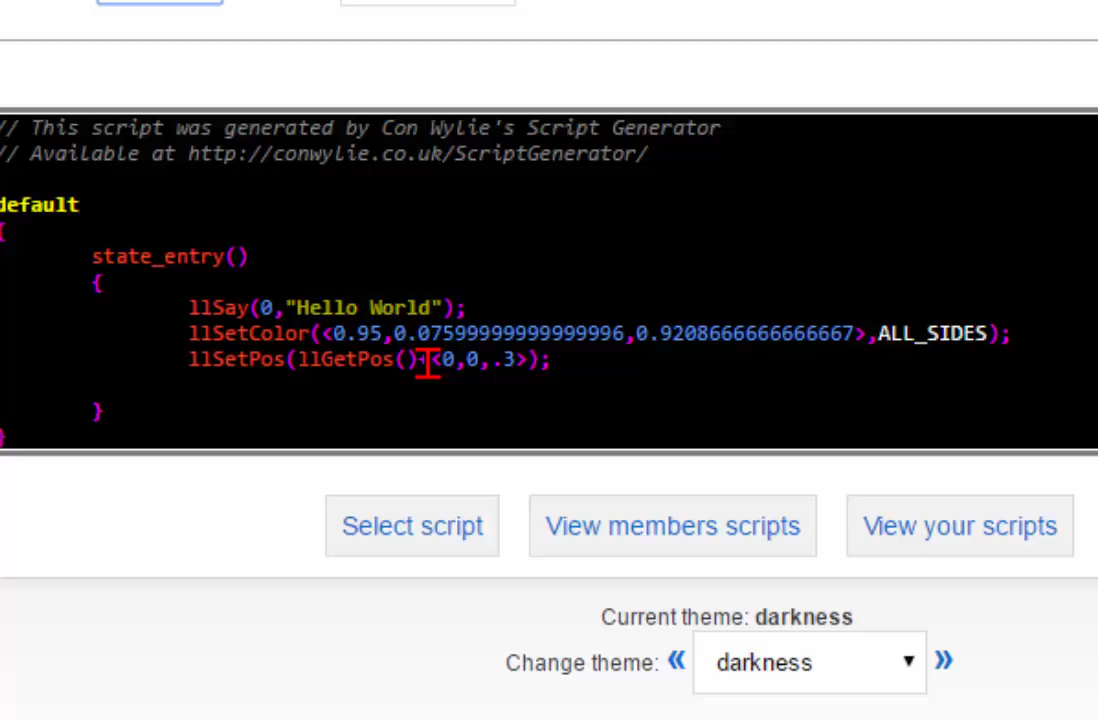 // This script was generated by Con Wylie's Script Generator
// Available at http://conwylie.co.uk/ScriptGenerator/
default
{
state_entry()
{
llSay(0,"Hello World");
llSetColor(<0.95,0.07599999999999996,0.9208666666666667>,ALL_SIDES);
llSetPos(llGetPos()+<0,0,.3>);
}
}
Select script View members scripts View your scripts
Current theme: darkness
Change theme: « darkness ▼ »